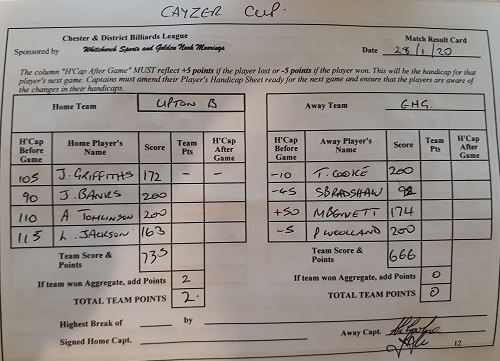 CAYZER CUP.
Chester & District Billiards League
Match Result Card
Sponsored by Whitchurch Sports and Golden Nook Moorings
Date 28/1/20
The column "H'Cap After Game" MUST reflect +5 points if the player lost or -5 points if the player won. This will be the handicap for that
player's next game. Captains must amend their Player's Handicap Sheet ready for the next game and ensure that the players are aware of
the changes in their handicaps.
Home Team UPTON B Away Team GHG.
H'Cap Before Game Home Player's Name Score Team Pts H'Cap After Game H'Cap Before Game Away Player's Name Score Team Pts H'Cap After Game
105 J. GRIFFITHS 172 - - -10 T. COOKE 200
90 J. BANKS 200 -45 S BRADSHAW 92
110 A TOMLINSON 200 +50 M BENNETT 174
115 L. JACKSON 163 -5 P WOOLLAND 200
Team Score & Points 735 Team Score & Points 666
If team won Aggregate, add Points 2 If team won Aggregate, add Points 0
TOTAL TEAM POINTS 2. TOTAL TEAM POINTS 0
Highest Break of by
Signed Home Capt. Away Capt.
12